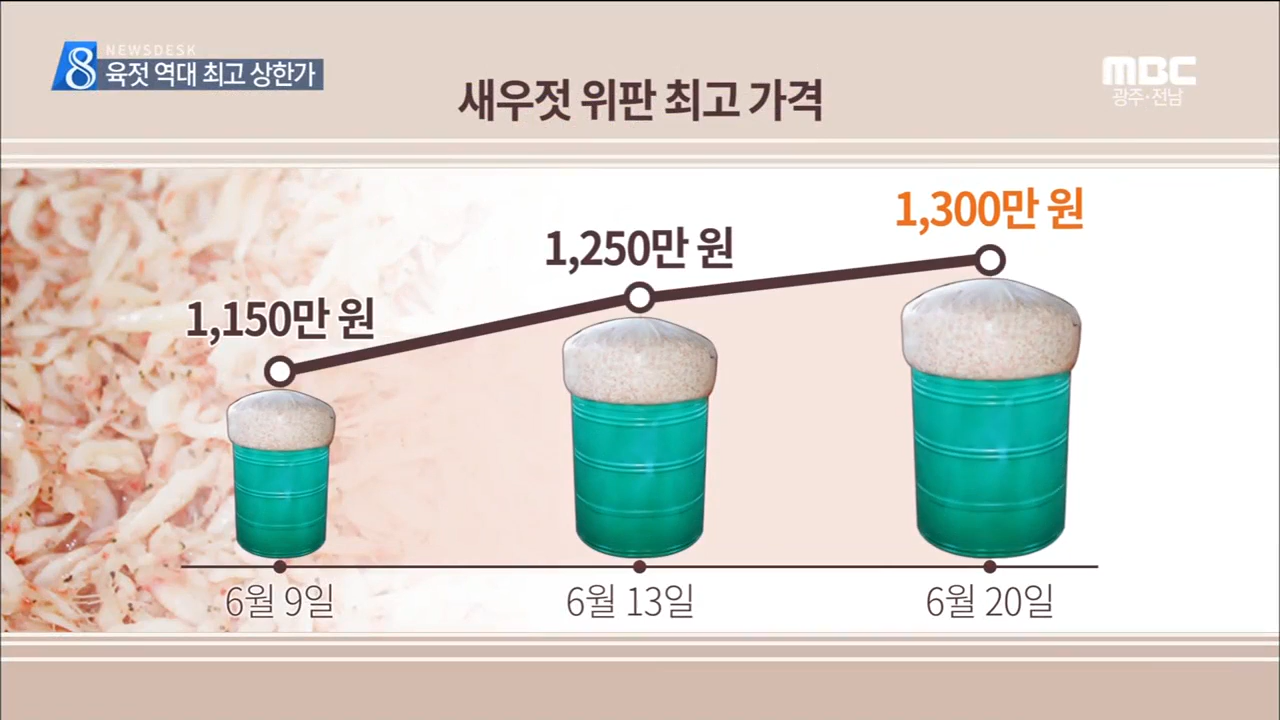 NEWSDESK
8 육젓 역대 최고 상한가
MBC
광주·전남
새우젓 위판 최고 가격
1,150만 원
1,250만 원
1,300만 원
6월 9일
6월 13일
6월 20일